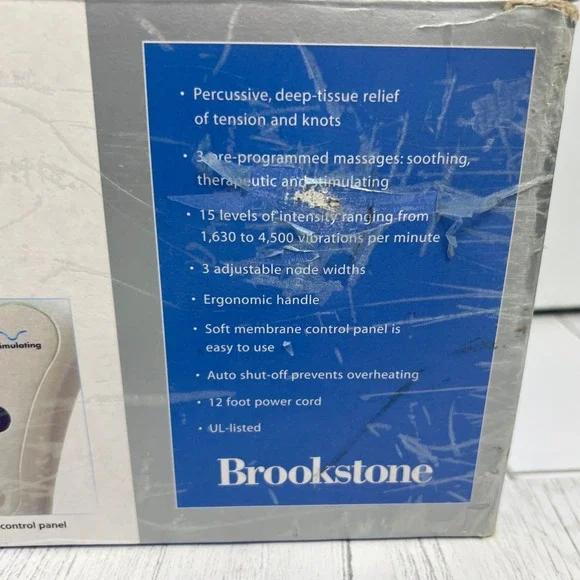 • Percussive, deep-tissue relief
of tension and knots
• 3 pre-programmed massages: soothing,
therapeutic and stimulating
• 15 levels of intensity ranging from
1,630 to 4,500 vibrations per minute
• 3 adjustable node widths
• Ergonomic handle
• Soft membrane control panel is
easy to use
• Auto shut-off prevents overheating
• 12 foot power cord
• UL-listed
Brookstone
imulating
control panel